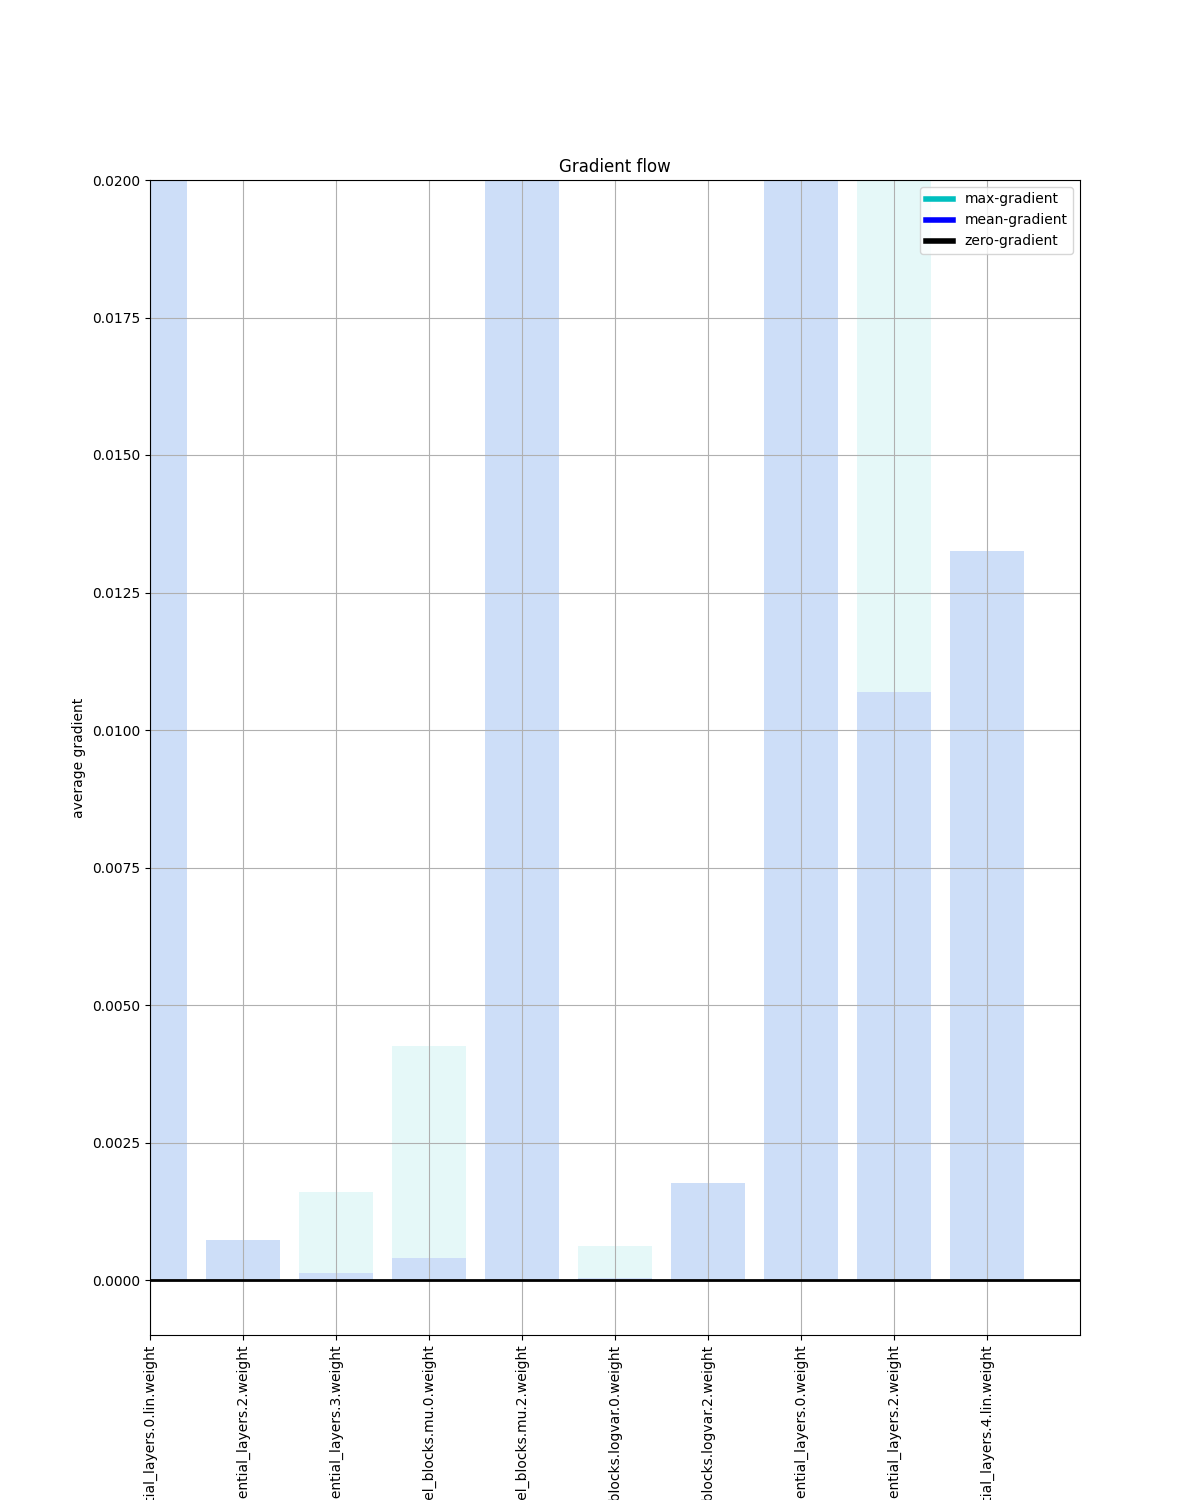 Gradient flow
max-gradient
mean-gradient
zero-gradient
0.0200
0.0175
0.0150
0.0125
0.0100
0.0075
0.0050
0.0025
0.0000
average gradient
tial_layers.0.lin.weight
ential_layers.2.weight
ential_layers.3.weight
el_blocks.mu.0.weight
el_blocks.mu.2.weight
blocks.logvar.0.weight
blocks.logvar.2.weight
ential_layers.0.weight
ential_layers.2.weight
tial_layers.4.lin.weight